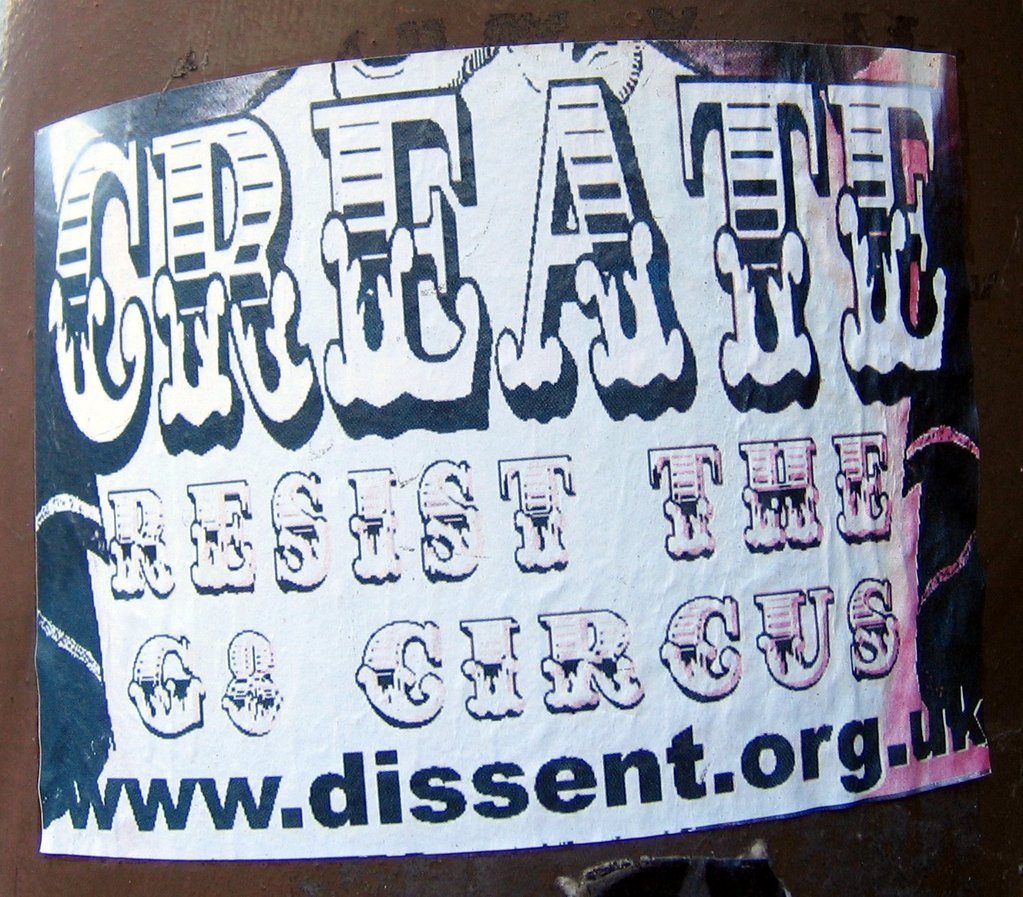 CREATE
RESIST THE
G8 CIRCUS
www.dissent.org.uk